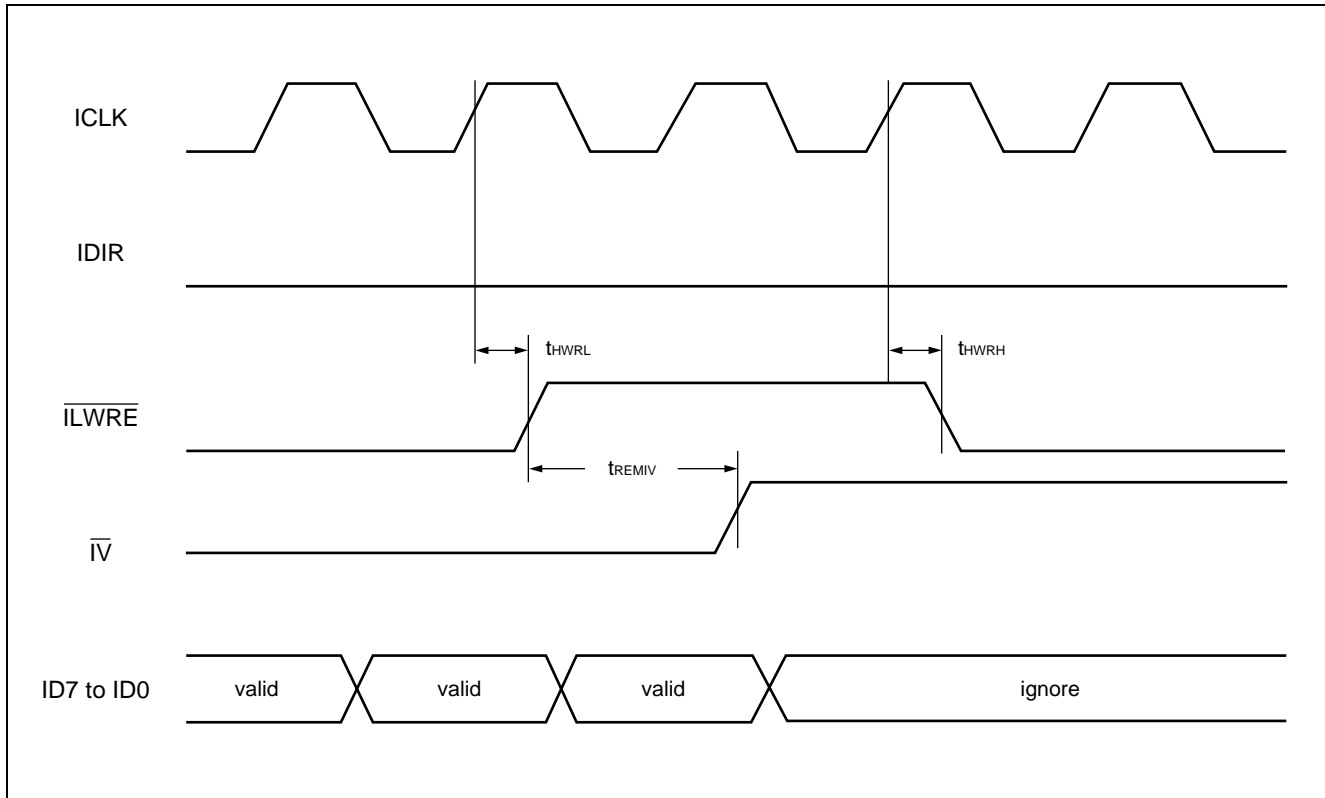 ICLK
IDIR
tHWRL
tHWRH
ILWRE
tREMIV
IV
ID7 to ID0
valid
valid
valid
ignore